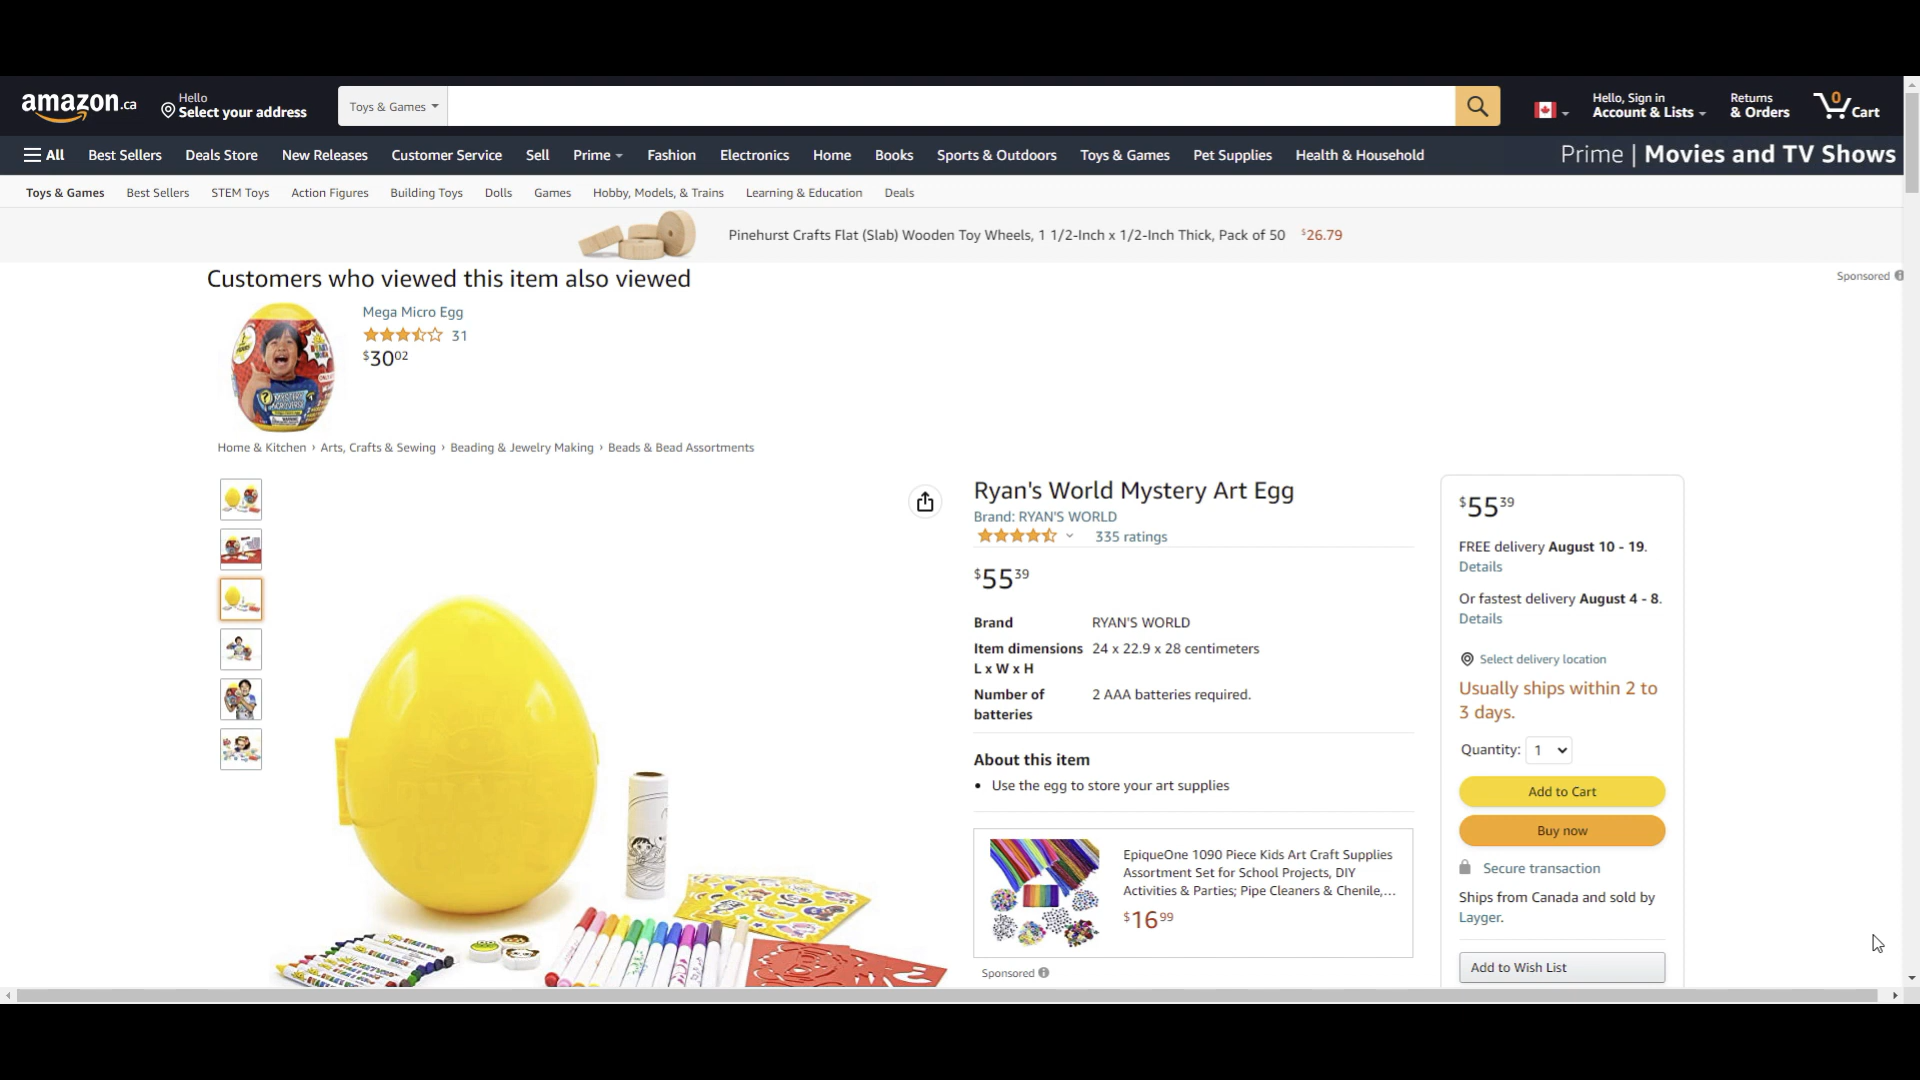 amazon.ca
Hello
Select your address
Toys & Games
Hello, Sign in
Account & Lists
Returns
& Orders
0
Cart
All
Best Sellers
Deals Store
New Releases
Customer Service
Sell
Prime
Fashion
Electronics
Home
Books
Sports & Outdoors
Toys & Games
Pet Supplies
Health & Household
Prime | Movies and TV Shows
Toys & Games
Best Sellers
STEM Toys
Action Figures
Building Toys
Dolls
Games
Hobby, Models, & Trains
Learning & Education
Deals
Pinehurst Crafts Flat (Slab) Wooden Toy Wheels, 1 1/2-Inch x 1/2-Inch Thick, Pack of 50 $26.79
Customers who viewed this item also viewed
Sponsored
Mega Micro Egg
31
$3002
Home & Kitchen › Arts, Crafts & Sewing › Beading & Jewelry Making › Beads & Bead Assortments
Ryan's World Mystery Art Egg
Brand: RYAN'S WORLD
335 ratings
$5539
Brand RYAN'S WORLD
Item dimensions 24 x 22.9 x 28 centimeters
L x W x H
Number of 2 AAA batteries required.
batteries
About this item
• Use the egg to store your art supplies
EpiqueOne 1090 Piece Kids Art Craft Supplies
Assortment Set for School Projects, DIY
Activities & Parties; Pipe Cleaners & Chenile,...
$1699
Sponsored
$5539
FREE delivery August 10 - 19.
Details
Or fastest delivery August 4 - 8.
Details
Select delivery location
Usually ships within 2 to
3 days.
Quantity: 1
Add to Cart
Buy now
Secure transaction
Ships from Canada and sold by
Layger.
Add to Wish List